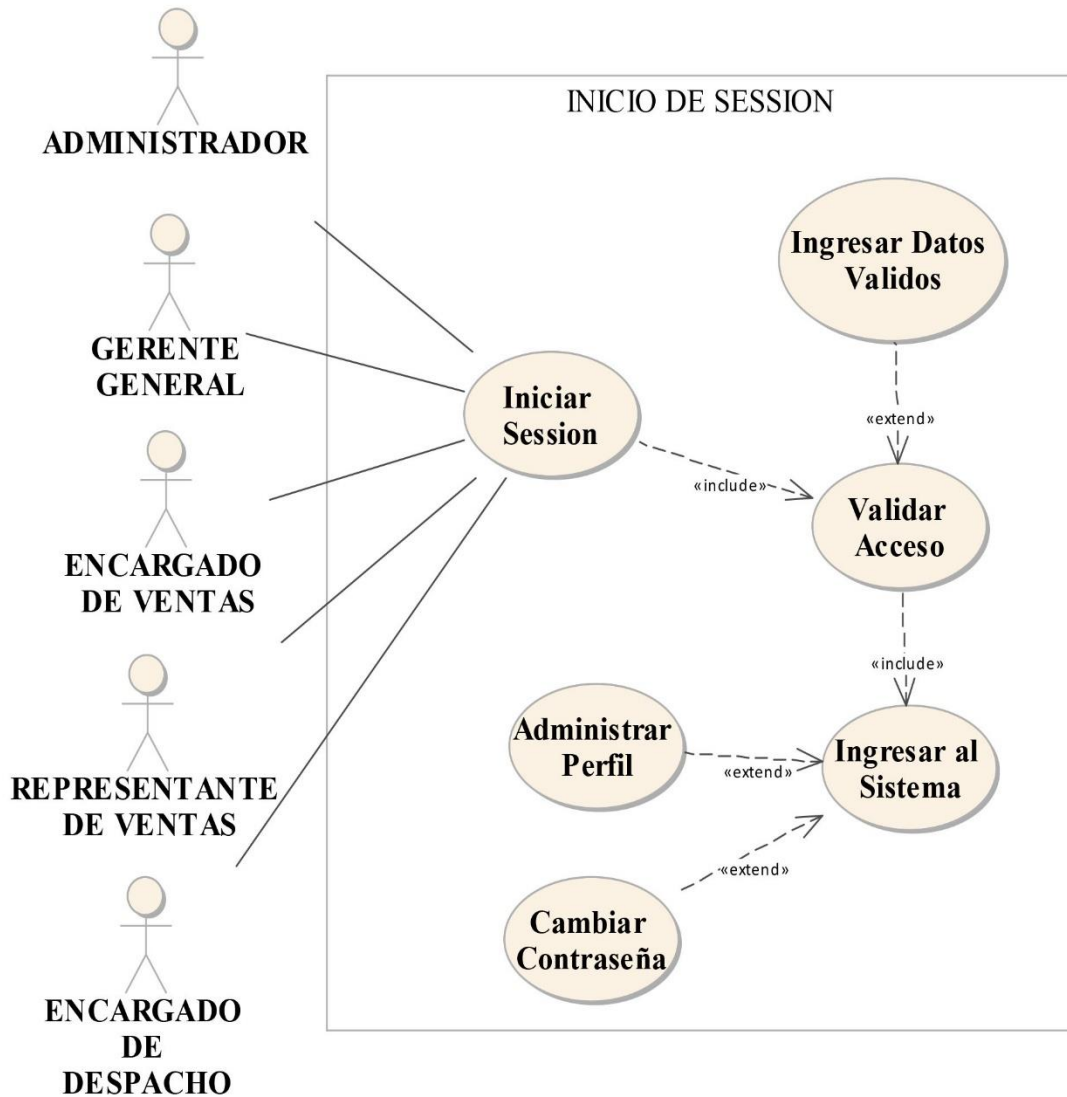 ADMINISTRADOR
INICIO DE SESSION
GERENTE
GENERAL
ENCARGADO
DE VENTAS
REPRESENTANTE
DE VENTAS
ENCARGADO
DE
DESPACHO
Iniciar
Session
«include»
Ingresar Datos
Validos
«extend»
Validar
Acceso
«include»
Ingresar al
Sistema
Administrar
Perfil
«extend»
Cambiar
Contraseña
«extend»